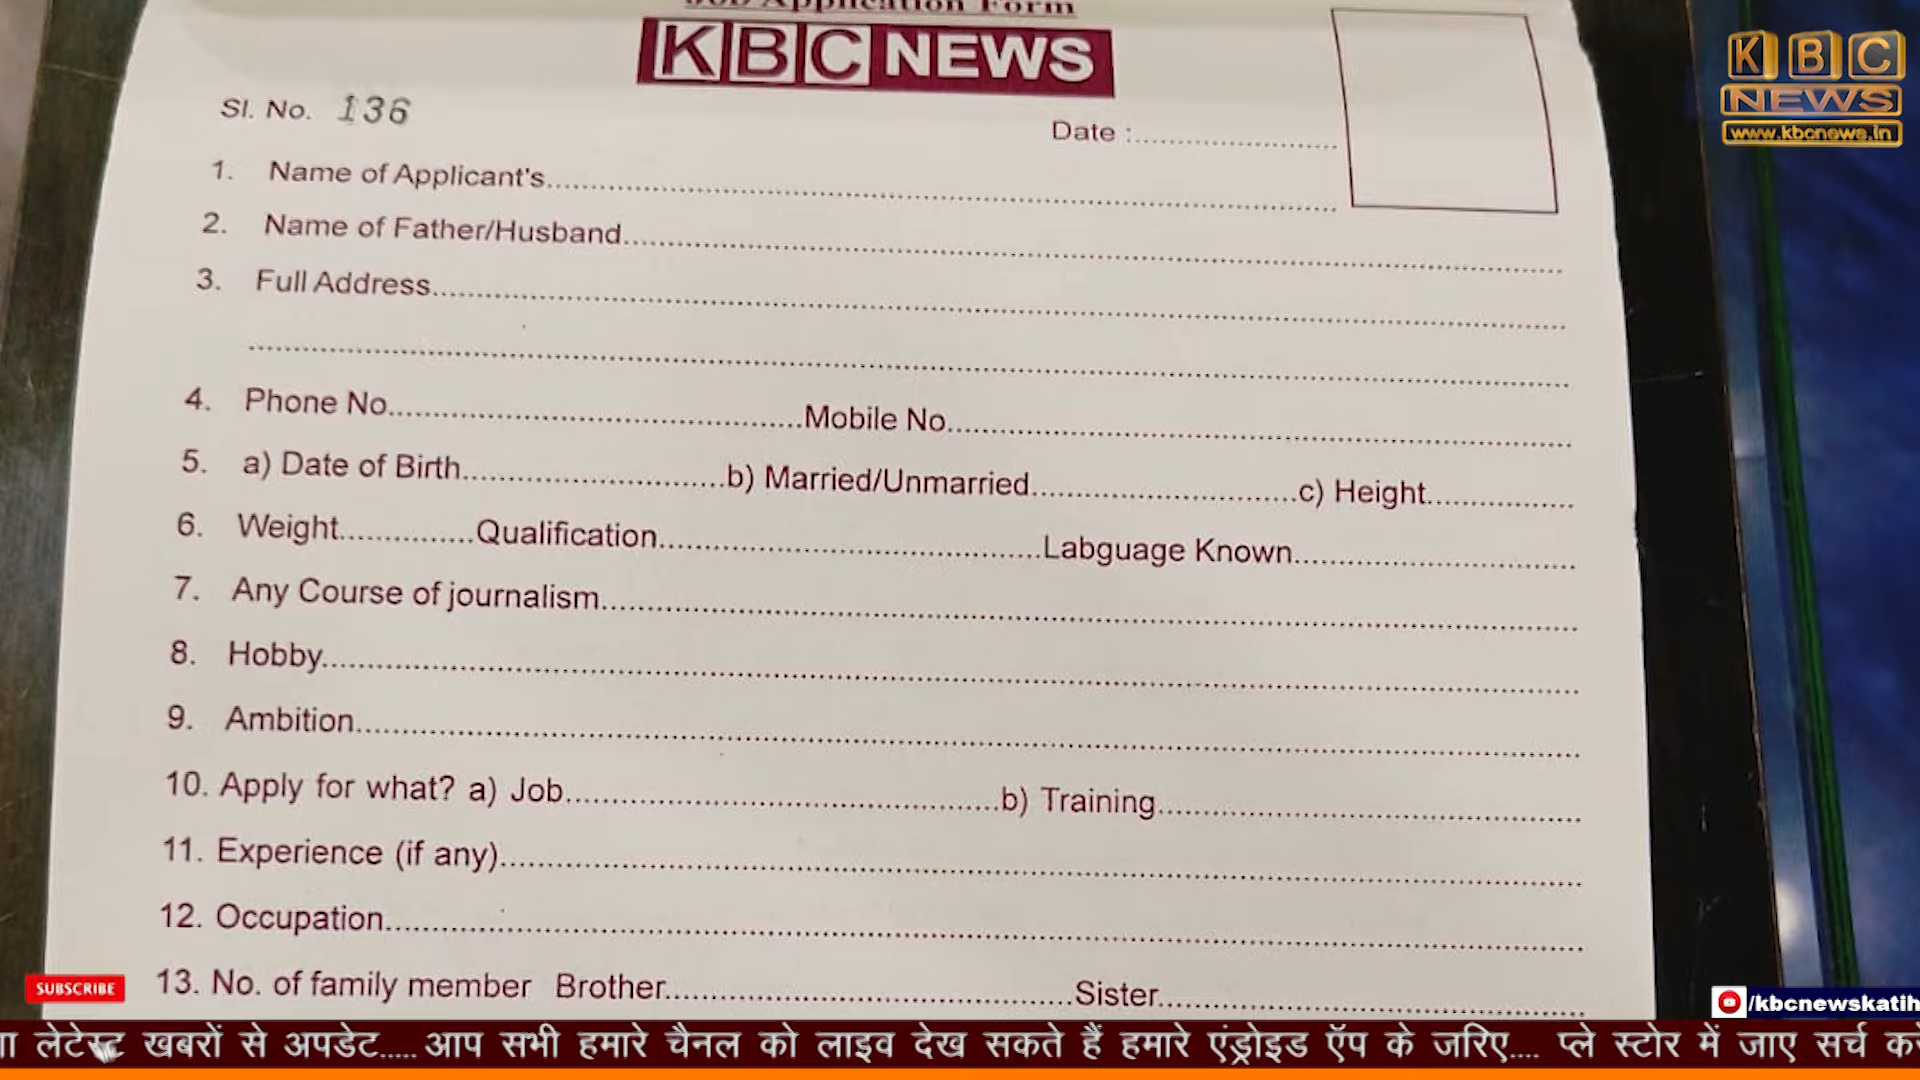 Job Application Form
KBC NEWS
Sl. No. 136
Date :
1. Name of Applicant's
2. Name of Father/Husband
3. Full Address
4. Phone No. Mobile No.
5. a) Date of Birth b) Married/Unmarried c) Height
6. Weight Qualification Labguage Known
7. Any Course of journalism
8. Hobby
9. Ambition
10. Apply for what? a) Job b) Training
11. Experience (if any)
12. Occupation
13. No. of family member Brother Sister
KBC
NEWS
www.kbcnews.in
SUBSCRIBE
/kbcnewskatih
लेटेस्ट खबरों से अपडेट..... आप सभी हमारे चैनल को लाइव देख सकते हैं हमारे एंड्रोइड ऍप के जरिए.... प्ले स्टोर में जाए सर्च